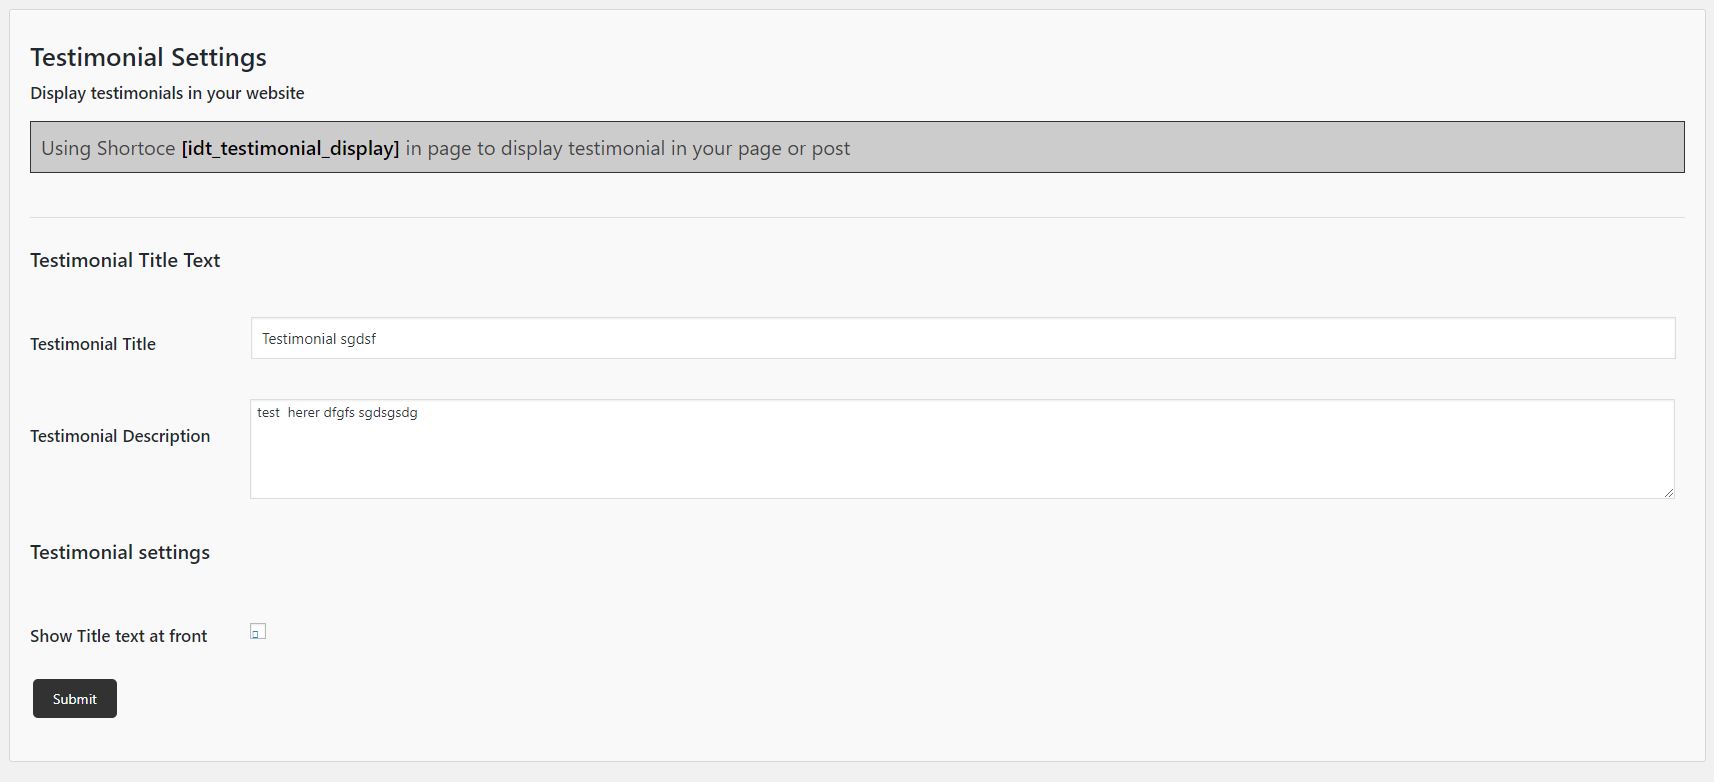 Testimonial Settings
Display testimonials in your website
Using Shortoce [idt_testimonial_display] in page to display testimonial in your page or post
Testimonial Title Text
Testimonial Title
Testimonial sgdsf
Testimonial Description
test  herer dfgfs sgdsgsdg
Testimonial settings
Show Title text at front
Submit